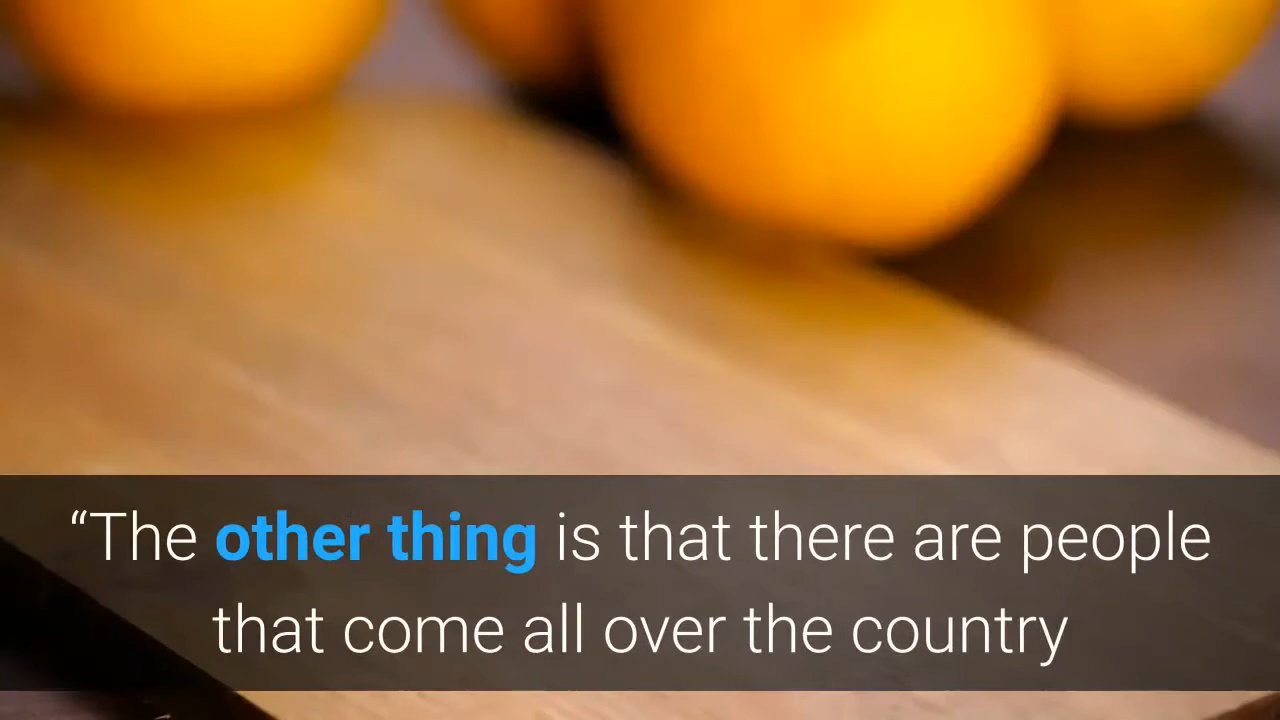 “The other thing is that there are people
that come all over the country